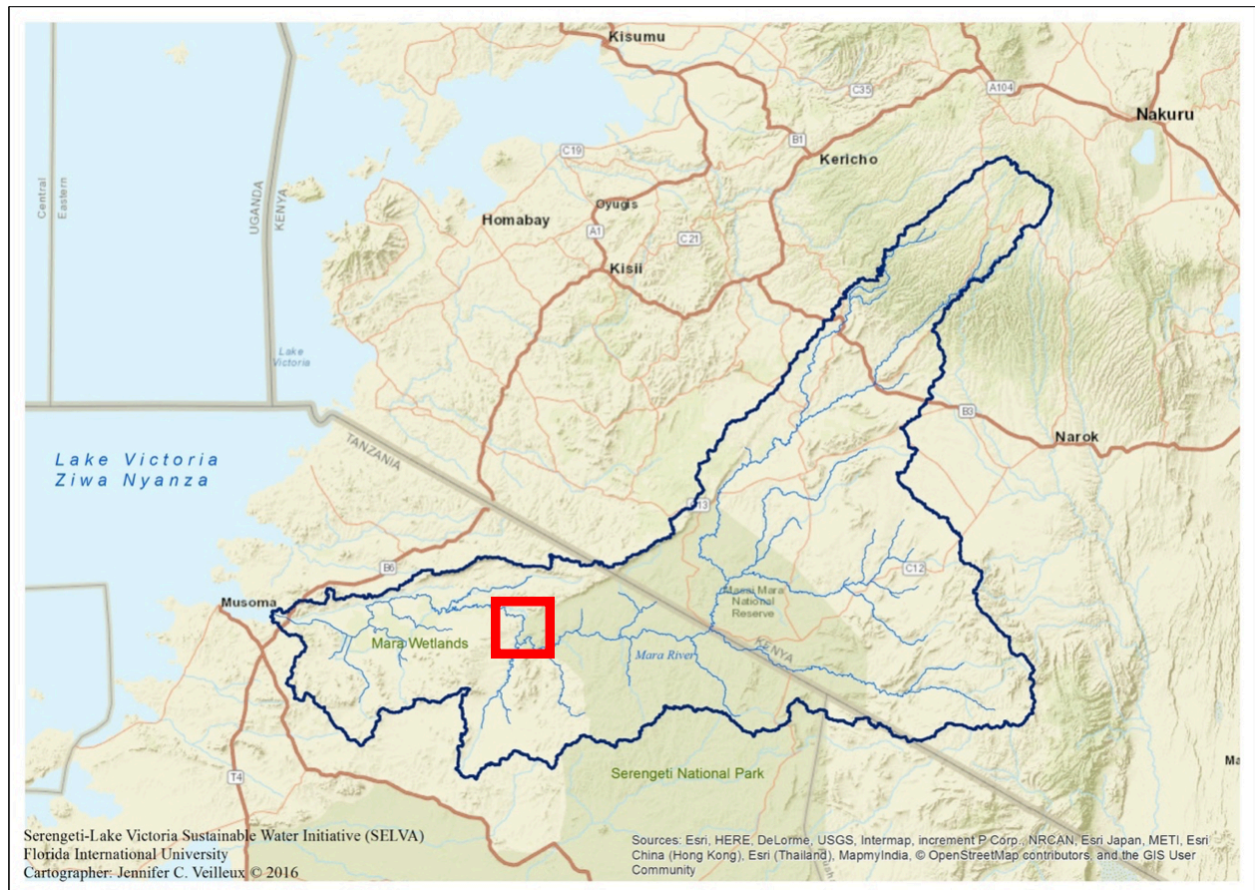 Kisumu
C35
A104
Nakuru
B1
Kericho
C19
Central
Eastern
UGANDA
KENYA
Oyugis
Homabay
A1
C21
Kisii
Lake
Victoria
B3
Narok
TANZANIA
Lake Victoria
Ziwa Nyanza
C13
B6
C12
Musoma
Maasai Mara
National
Reserve
Mara Wetlands
KENYA
Mara River
Ma
Serengeti National Park
T4
Serengeti-Lake Victoria Sustainable Water Initiative (SELVA)
Florida International University
Cartographer: Jennifer C. Veilleux © 2016
Sources: Esri, HERE, DeLorme, USGS, Intermap, increment P Corp., NRCAN, Esri Japan, METI, Esri
China (Hong Kong), Esri (Thailand), MapmyIndia, © OpenStreetMap contributors, and the GIS User
Community